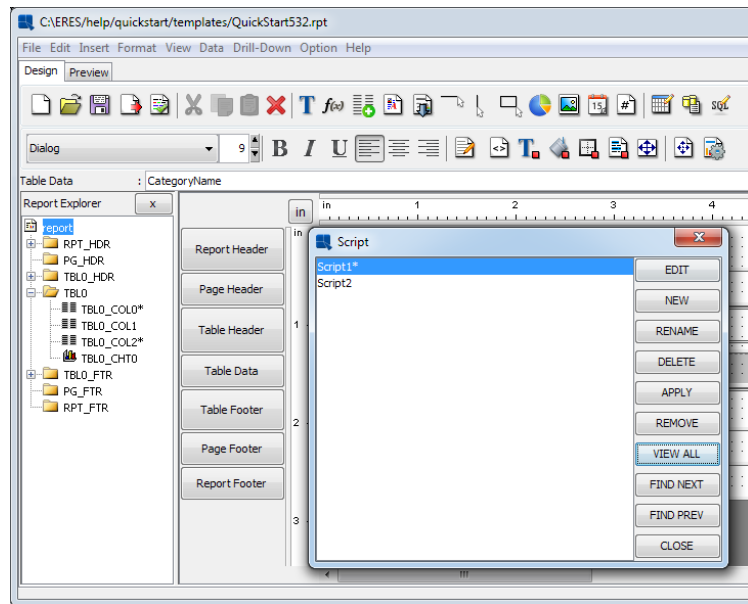 C:\ERES/help/quickstart/templates/QuickStart532.rpt
File Edit Insert Format View Data Drill-Down Option Help
Design Preview
T f(x) 15 # SQL
Dialog 9 B I U T
Table Data : CategoryName
Report Explorer x
report
RPT_HDR
PG_HDR
TBL0_HDR
TBL0
TBL0_COL0*
TBL0_COL1
TBL0_COL2*
TBL0_CHT0
TBL0_FTR
PG_FTR
RPT_FTR
Report Header
Page Header
Table Header
Table Data
Table Footer
Page Footer
Report Footer
in in 1 2 3 4
in
1
2
3
Script
Script1*
Script2
EDIT
NEW
RENAME
DELETE
APPLY
REMOVE
VIEW ALL
FIND NEXT
FIND PREV
CLOSE